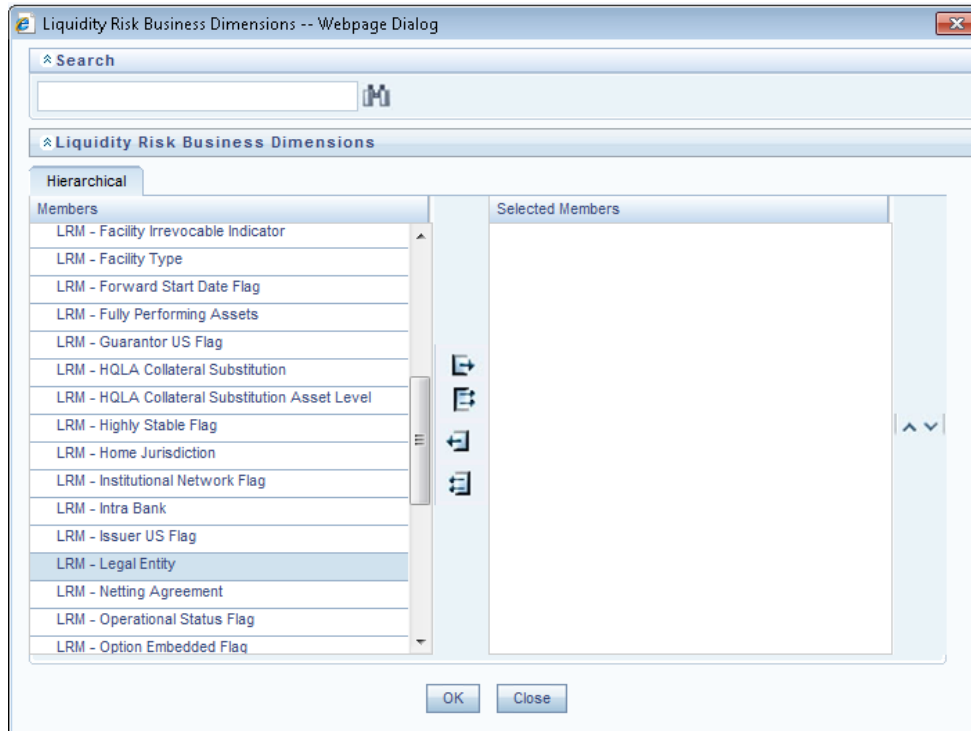 Liquidity Risk Business Dimensions -- Webpage Dialog
Search
Liquidity Risk Business Dimensions
Hierarchical
Members
Selected Members
LRM - Facility Irrevocable Indicator
LRM - Facility Type
LRM - Forward Start Date Flag
LRM - Fully Performing Assets
LRM - Guarantor US Flag
LRM - HQLA Collateral Substitution
LRM - HQLA Collateral Substitution Asset Level
LRM - Highly Stable Flag
LRM - Home Jurisdiction
LRM - Institutional Network Flag
LRM - Intra Bank
LRM - Issuer US Flag
LRM - Legal Entity
LRM - Netting Agreement
LRM - Operational Status Flag
LRM - Option Embedded Flag
OK
Close